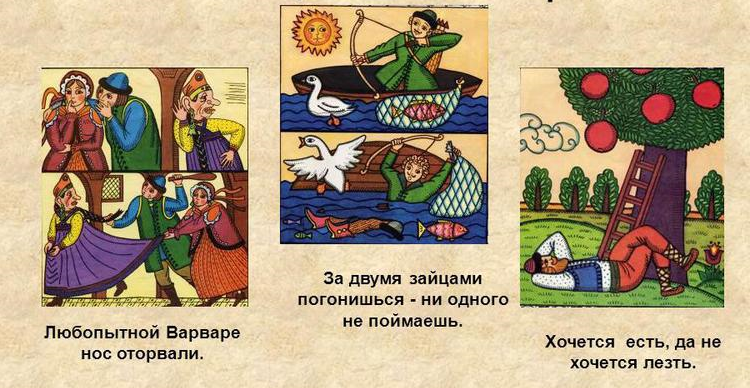 Любопытной Варваре
нос оторвали.
За двумя зайцами
погонишься - ни одного
не поймаешь.
Хочется есть, да не
хочется лезть.